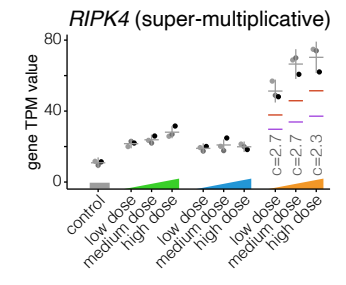 RIPK4 (super-multiplicative)
gene TPM value
80
40
0
c=2.7
c=2.7
c=2.3
control
low dose
medium dose
high dose
low dose
medium dose
high dose
low dose
medium dose
high dose